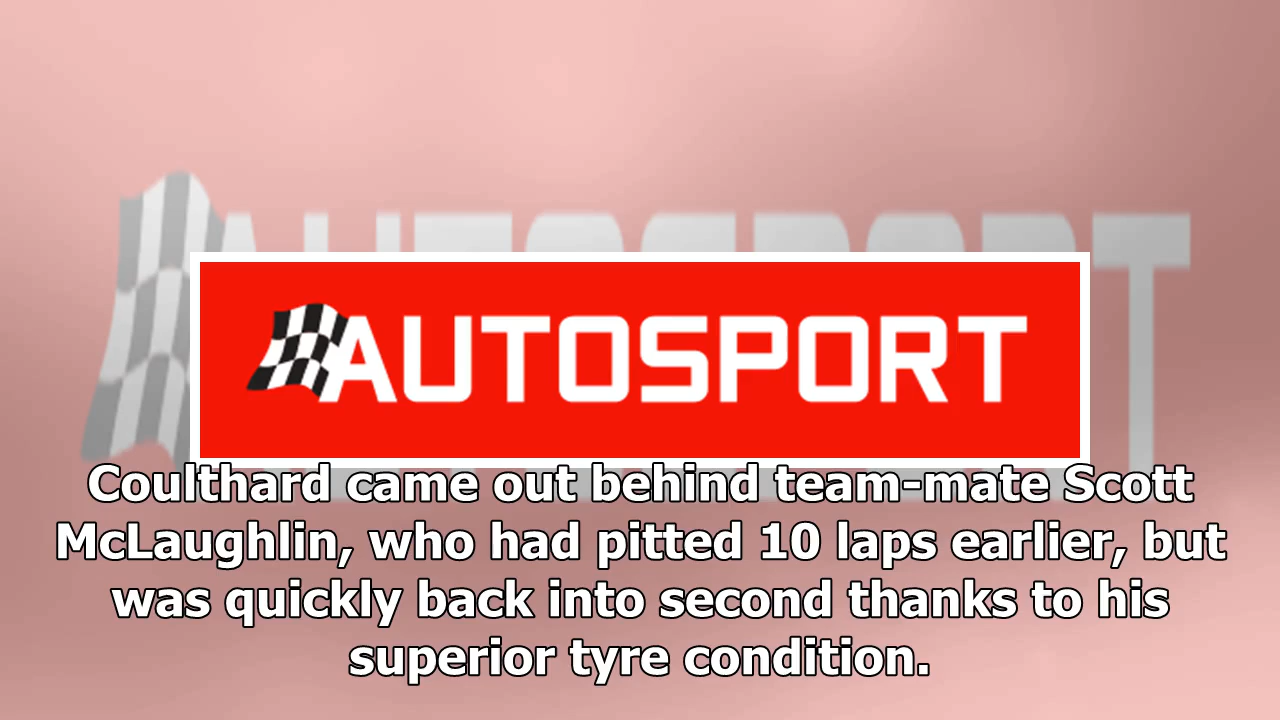 AUTOSPORT
Coulthard came out behind team-mate Scott
McLaughlin, who had pitted 10 laps earlier, but
was quickly back into second thanks to his
superior tyre condition.